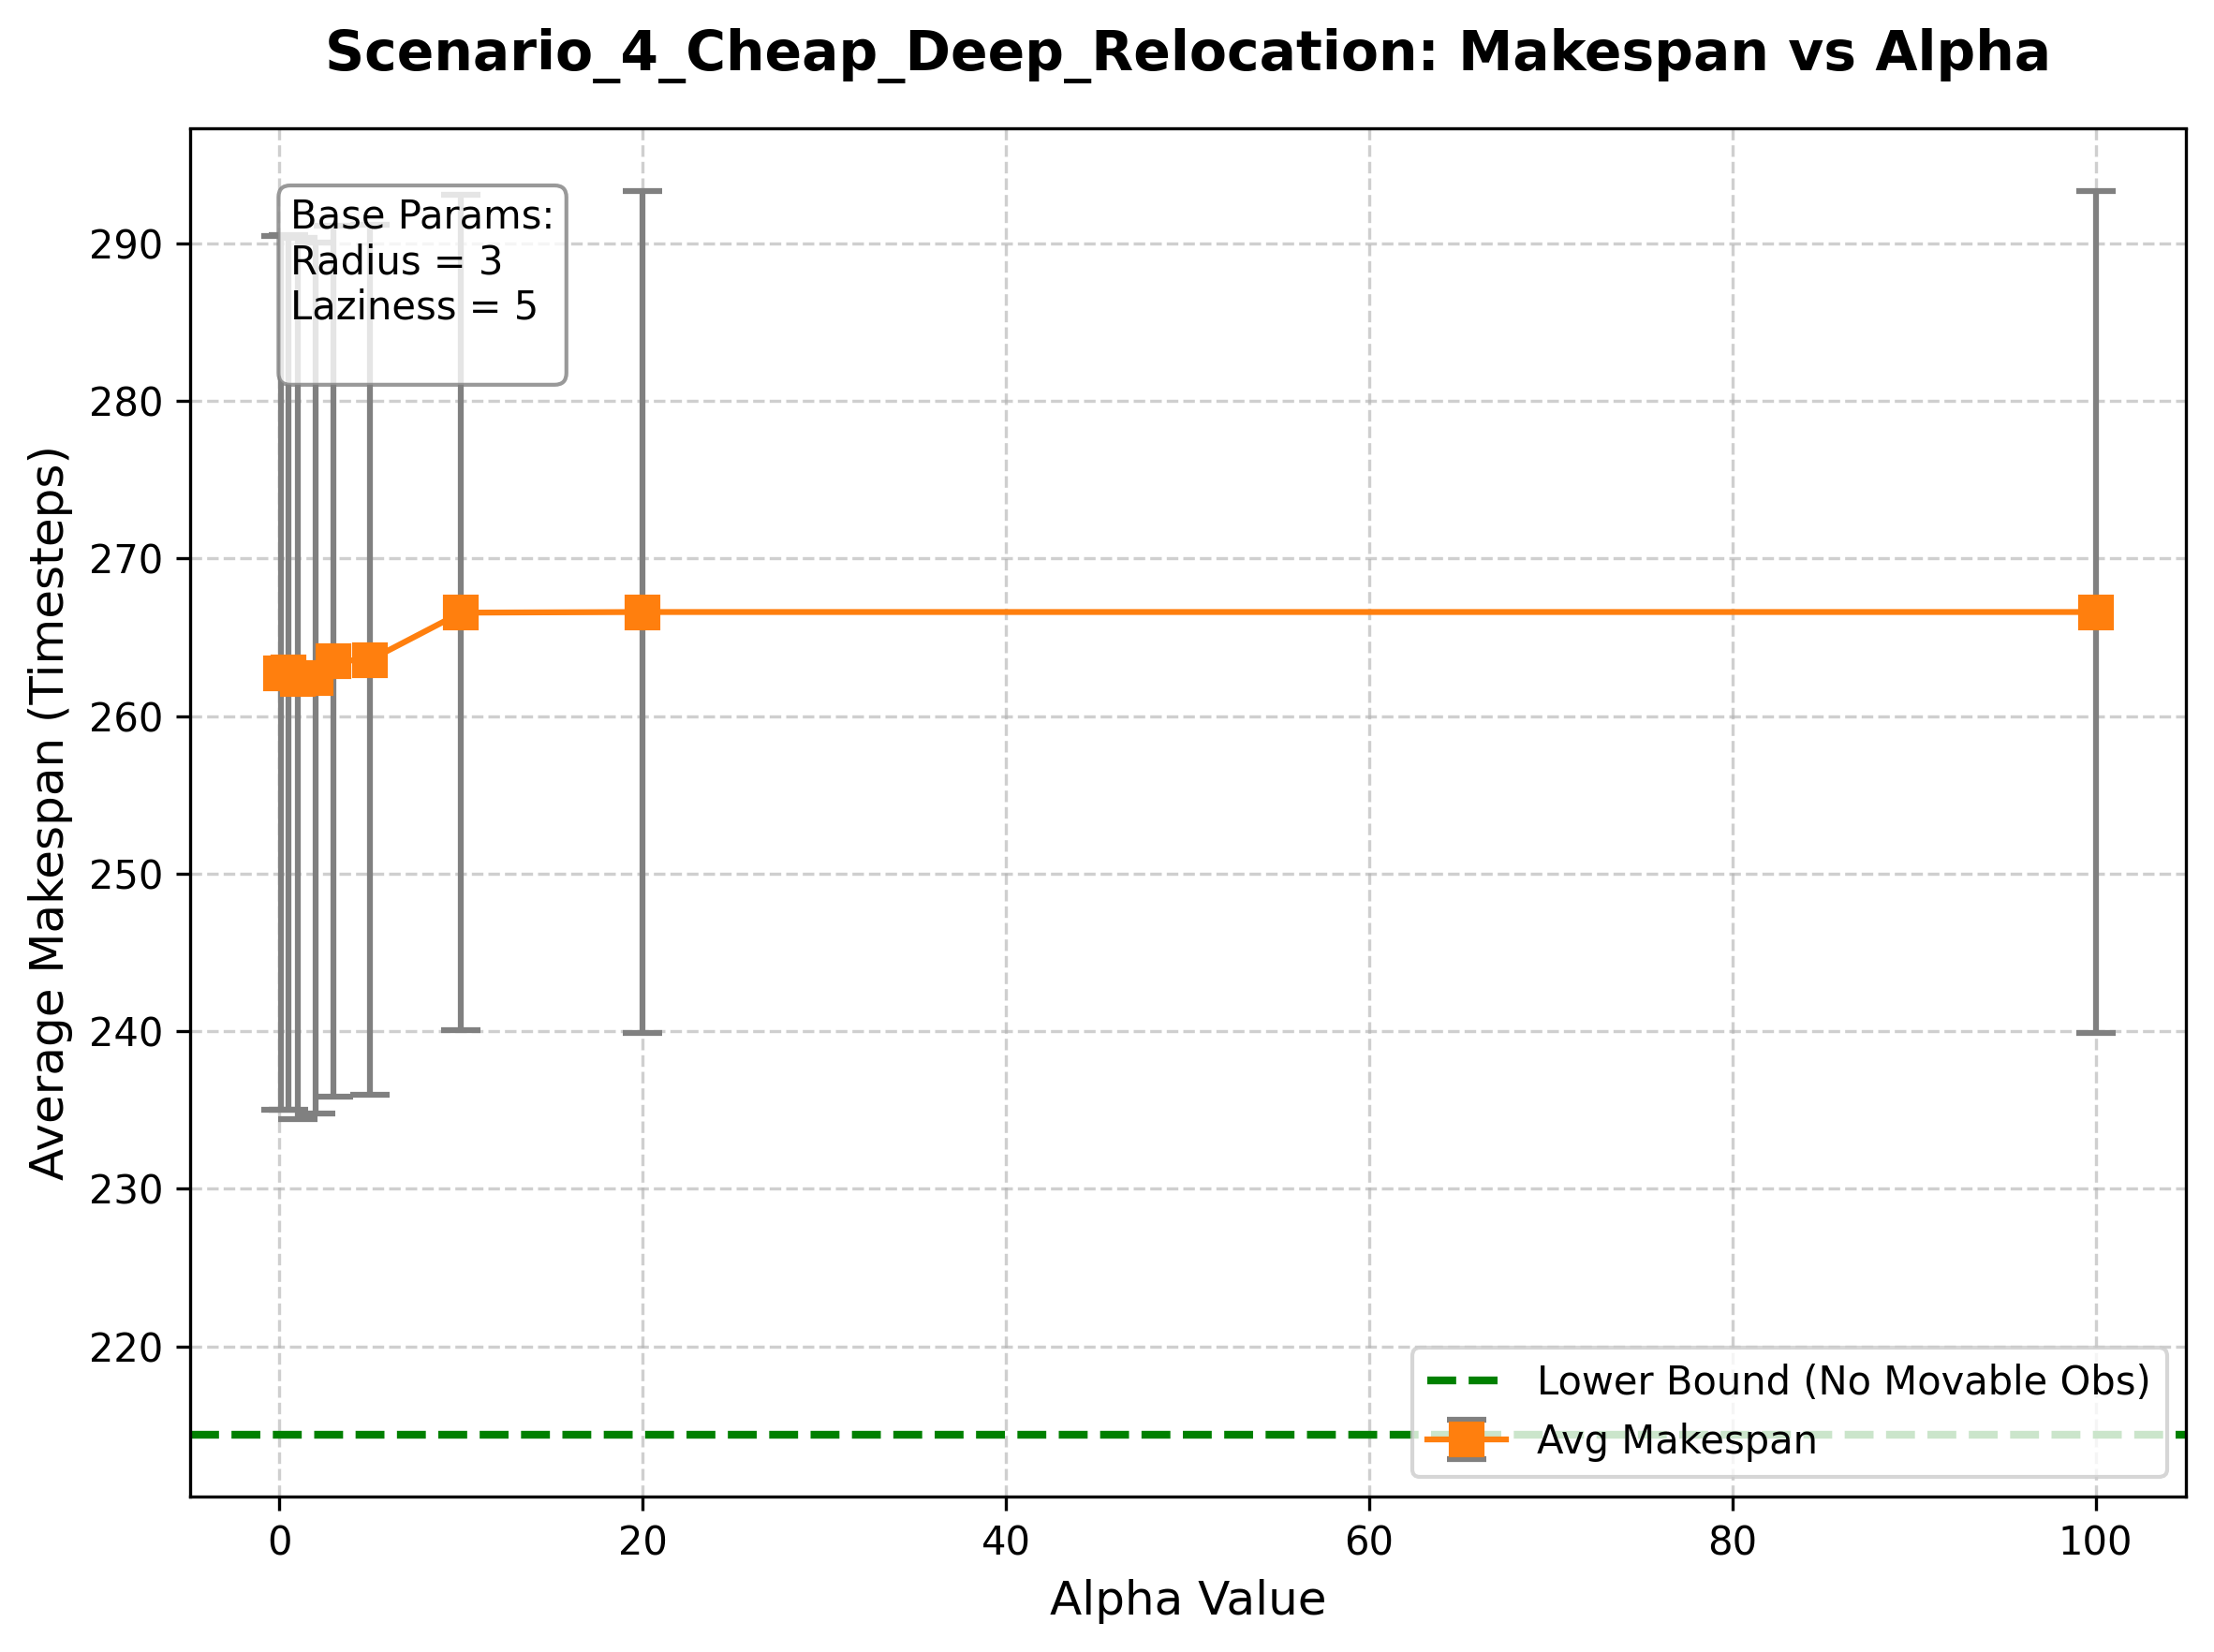 Scenario_4_Cheap_Deep_Relocation: Makespan vs Alpha
Average Makespan (Timesteps)
290
280
270
260
250
240
230
220
Base Params:
Radius = 3
Laziness = 5
Lower Bound (No Movable Obs)
Avg Makespan
0 20 40 60 80 100
Alpha Value